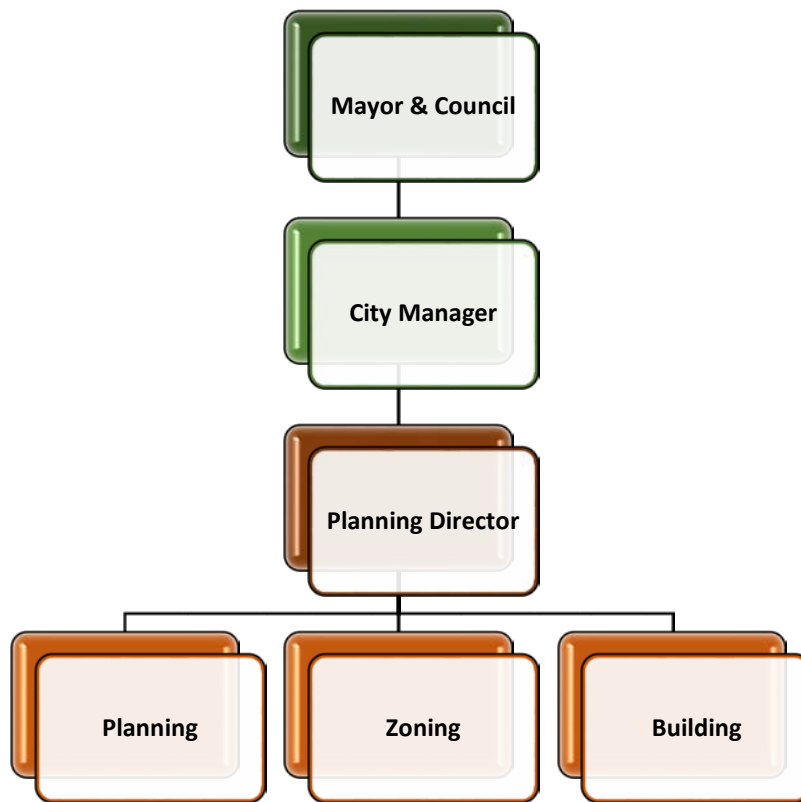 Mayor & Council
City Manager
Planning Director
Planning
Zoning
Building